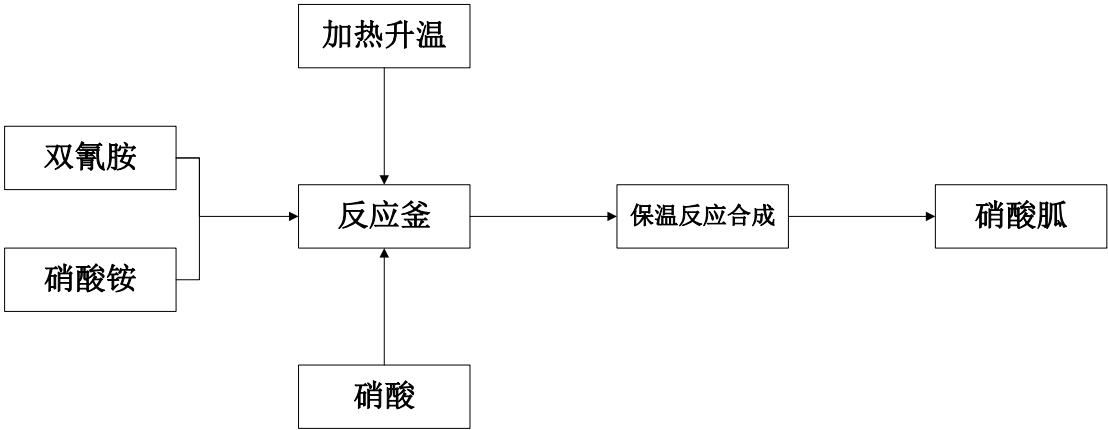 加热升温
双氰胺
反应釜
保温反应合成
硝酸胍
硝酸铵
硝酸